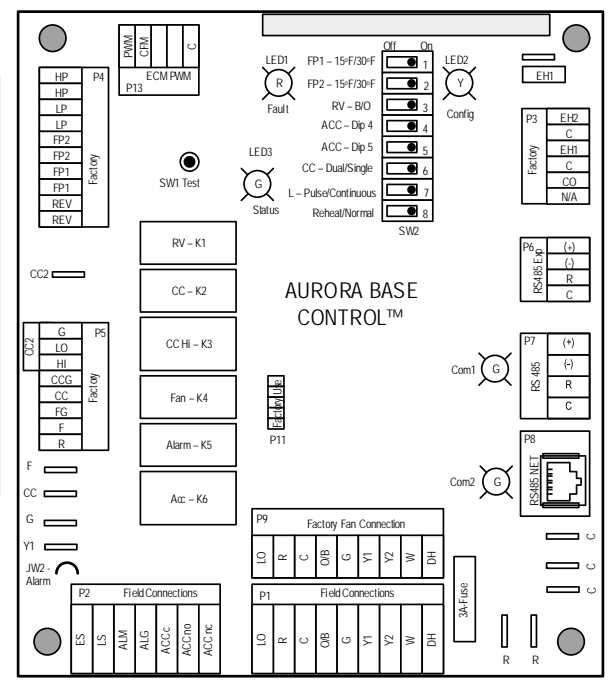 PWM
CFM
C
ECM PWM
P13
HP
HP
LP
LP
FP2
FP2
FP1
FP1
REV
REV
P4
Factory
SW1 Test
LED1
R
Fault
LED3
G
Status
Off On
FP1 – 15ºF/30ºF 1
FP2 – 15ºF/30ºF 2
RV – B/O 3
ACC – Dip 4 4
ACC – Dip 5 5
CC – Dual/Single 6
L – Pulse/Continuous 7
Reheat/Normal 8
SW2
LED2
Y
Config
EH1
P3
Factory
EH2
C
EH1
C
CO
N/A
P6
RS485 Exp
(+)
(-)
R
C
P7
RS 485
(+)
(-)
R
C
Com1 G
P8
RS485 NET
Com2 G
RV – K1
CC – K2
CC Hi – K3
Fan – K4
Alarm – K5
Acc – K6
AURORA BASE
CONTROL™
Factory Use
P11
CC2
CC2
G
LO
HI
CCG
CC
FG
F
R
P5
Factory
F
CC
G
Y1
JW2 -
Alarm
P2 Field Connections
ES
LS
ALM
ALG
ACC c
ACC no
ACC nc
P9 Factory Fan Connection
LO
R
C
O/B
G
Y1
Y2
W
DH
P1 Field Connections
LO
R
C
O/B
G
Y1
Y2
W
DH
3A-Fuse
C
C
C
R R